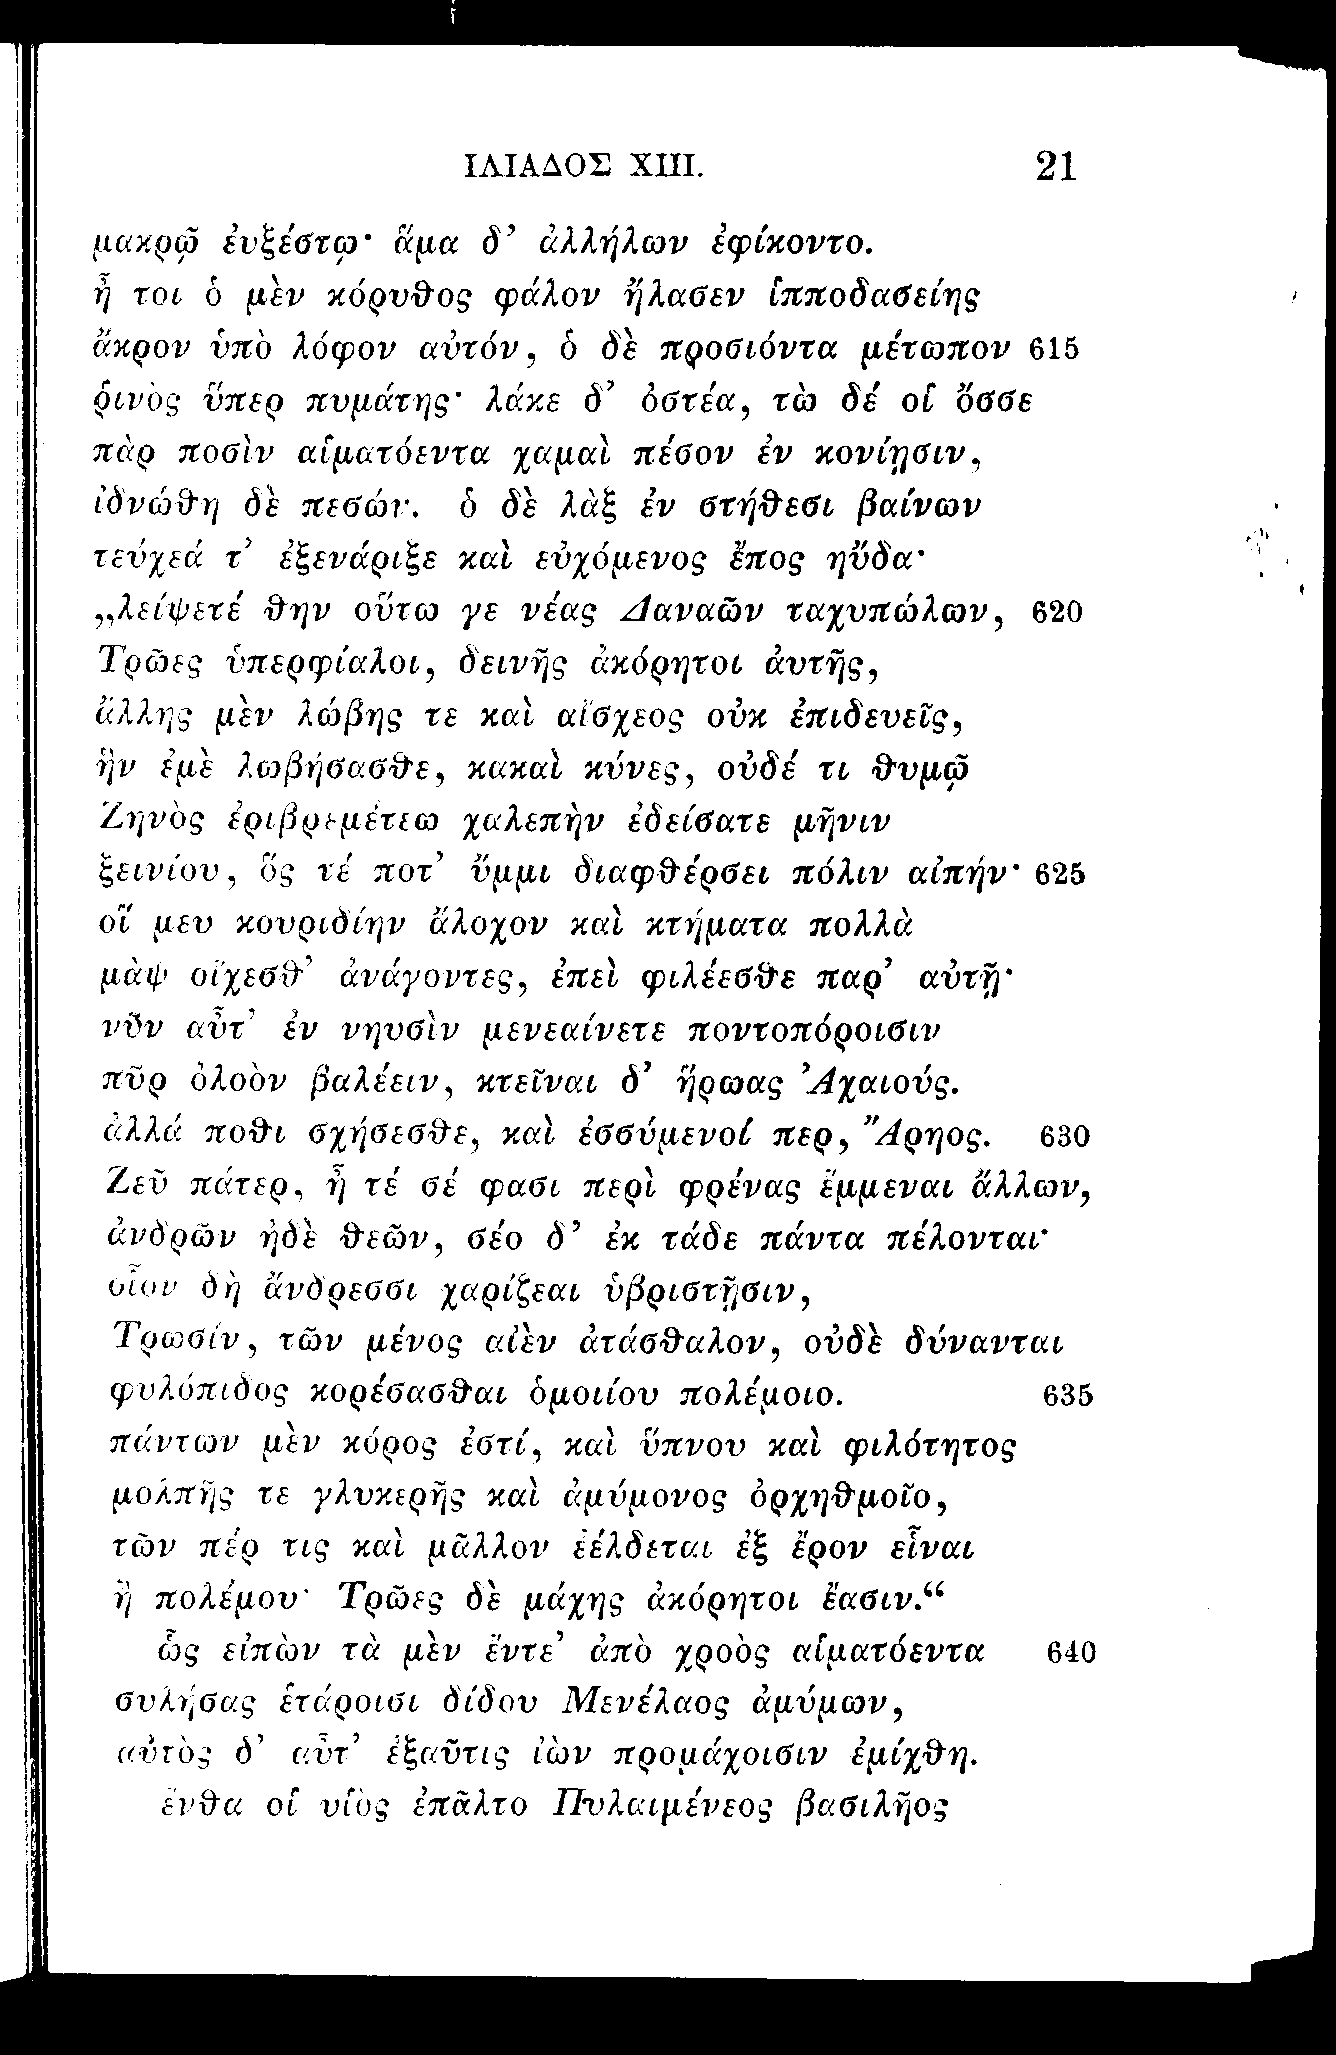 ΙΛΙΑΔΟΣ XIII. 21
μακρῷ ἐυξέστῳ· ἅμα δ’ ἀλλήλων ἐφίκοντο.
ἦ τοι ὁ μὲν κόρυθος φάλον ἤλασεν ἱπποδασείης
ἄκρον ὑπὸ λόφον αὐτόν, ὁ δὲ προσιόντα μέτωπον 615
ῥινὸς ὕπερ πυμάτης· λάκε δ’ ὀστέα, τὼ δέ οἱ ὄσσε
πὰρ ποσὶν αἱματόεντα χαμαὶ πέσον ἐν κονίῃσιν,
ἰδνώθη δὲ πεσών. ὁ δὲ λὰξ ἐν στήθεσι βαίνων
τεύχεά τ’ ἐξενάριξε καὶ εὐχόμενος ἔπος ηὔδα·
„λείψετέ θην οὕτω γε νέας Δαναῶν ταχυπώλων, 620
Τρῶες ὑπερφίαλοι, δεινῆς ἀκόρητοι ἀυτῆς,
ἄλλης μὲν λώβης τε καὶ αἴσχεος οὐκ ἐπιδευεῖς,
ἣν ἐμὲ λωβήσασθε, κακαὶ κύνες, οὐδέ τι θυμῷ
Ζηνὸς ἐριβρεμέτεω χαλεπὴν ἐδείσατε μῆνιν
ξεινίου, ὅς τέ ποτ’ ὔμμι διαφθέρσει πόλιν αἰπήν· 625
οἵ μευ κουριδίην ἄλοχον καὶ κτήματα πολλὰ
μὰψ οἴχεσθ’ ἀνάγοντες, ἐπεὶ φιλέεσθε παρ’ αὐτῇ·
νῦν αὖτ’ ἐν νηυσὶν μενεαίνετε ποντοπόροισιν
πῦρ ὀλοὸν βαλέειν, κτεῖναι δ’ ἥρωας Ἀχαιούς.
ἀλλά ποθι σχήσεσθε, καὶ ἐσσύμενοί περ, Ἄρηος. 630
Ζεῦ πάτερ, ἦ τέ σέ φασι περὶ φρένας ἔμμεναι ἄλλων,
ἀνδρῶν ἠδὲ θεῶν, σέο δ’ ἐκ τάδε πάντα πέλονται·
οἷον δὴ ἄνδρεσσι χαρίζεαι ὑβριστῇσιν,
Τρωσίν, τῶν μένος αἰὲν ἀτάσθαλον, οὐδὲ δύνανται
φυλόπιδος κορέσασθαι ὁμοιίου πολέμοιο. 635
πάντων μὲν κόρος ἐστί, καὶ ὕπνου καὶ φιλότητος
μολπῆς τε γλυκερῆς καὶ ἀμύμονος ὀρχηθμοῖο,
τῶν πέρ τις καὶ μᾶλλον ἐέλδεται ἐξ ἔρον εἷναι
ἢ πολέμου· Τρῶες δὲ μάχης ἀκόρητοι ἔασιν.“
ὣς εἰπὼν τὰ μὲν ἔντε’ ἀπὸ χροὸς αἱματόεντα 640
συλήσας ἑτάροισι δίδου Μενέλαος ἀμύμων,
αὐτὸς δ’ αὖτ’ ἐξαῦτις ἰὼν προμάχοισιν ἐμίχθη.
ἔνθα οἱ υἱὸς ἐπᾶλτο Πυλαιμένεος βασιλῆος